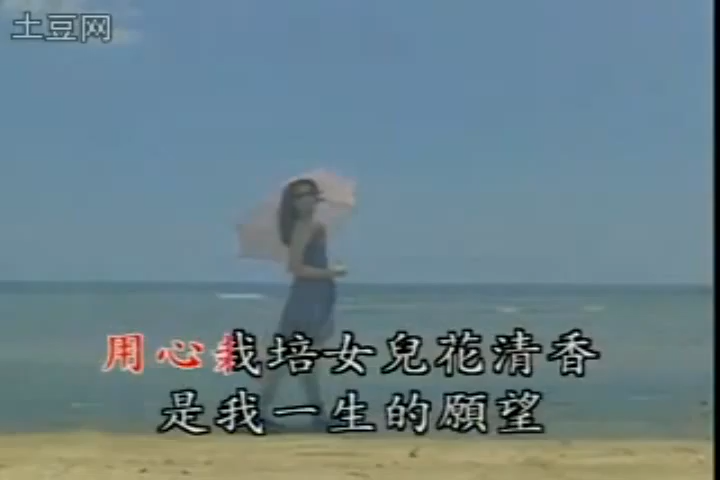 土豆网
用心栽培女兒花清香
是我一生的願望